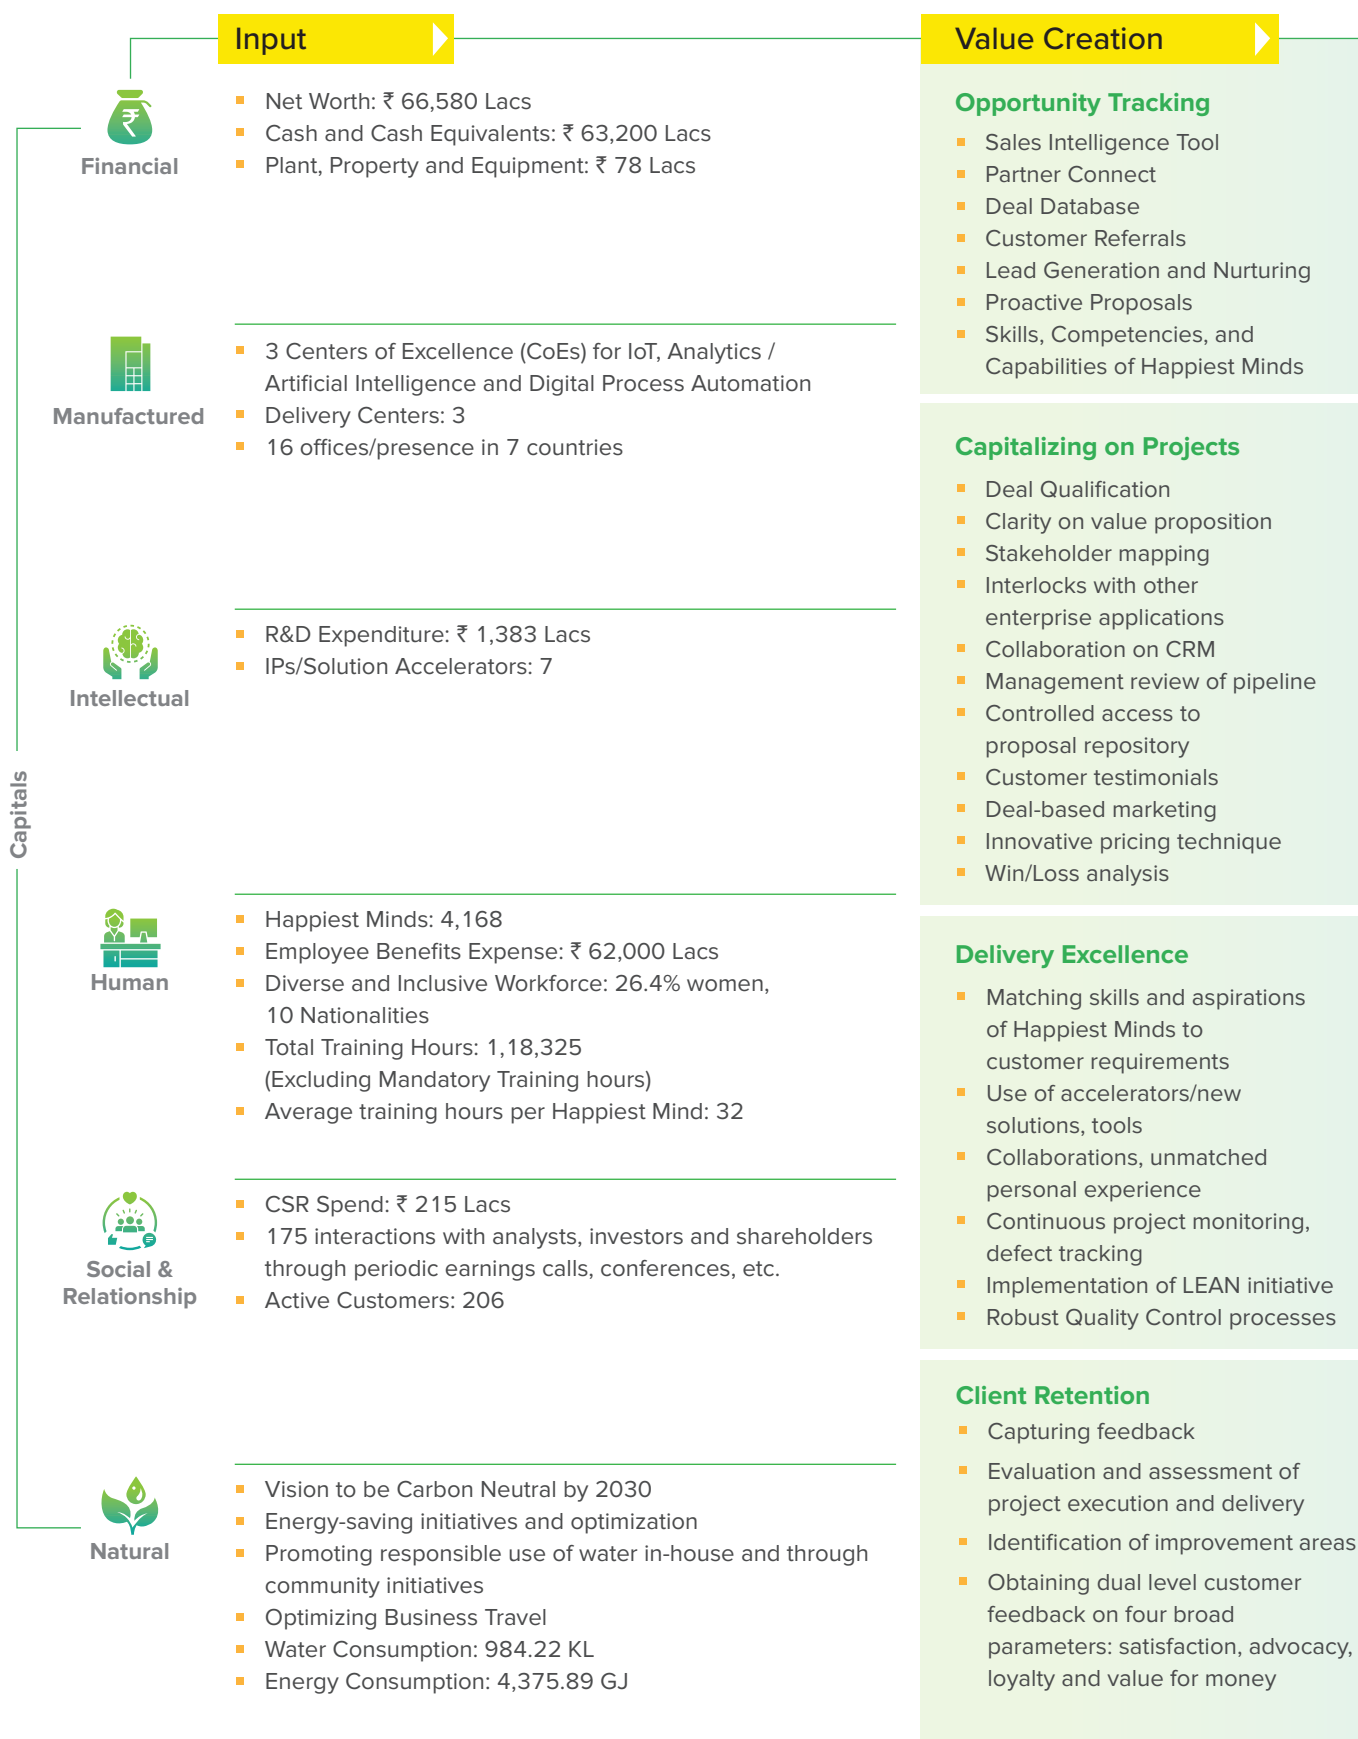 Input
Value Creation
Capitals
Financial
Net Worth: ₹ 66,580 Lacs
Cash and Cash Equivalents: ₹ 63,200 Lacs
Plant, Property and Equipment: ₹ 78 Lacs
Manufactured
3 Centers of Excellence (CoEs) for IoT, Analytics /
Artificial Intelligence and Digital Process Automation
Delivery Centers: 3
16 offices/presence in 7 countries
Intellectual
R&D Expenditure: ₹ 1,383 Lacs
IPs/Solution Accelerators: 7
Human
Happiest Minds: 4,168
Employee Benefits Expense: ₹ 62,000 Lacs
Diverse and Inclusive Workforce: 26.4% women,
10 Nationalities
Total Training Hours: 1,18,325
(Excluding Mandatory Training hours)
Average training hours per Happiest Mind: 32
Social &
Relationship
CSR Spend: ₹ 215 Lacs
175 interactions with analysts, investors and shareholders
through periodic earnings calls, conferences, etc.
Active Customers: 206
Natural
Vision to be Carbon Neutral by 2030
Energy-saving initiatives and optimization
Promoting responsible use of water in-house and through
community initiatives
Optimizing Business Travel
Water Consumption: 984.22 KL
Energy Consumption: 4,375.89 GJ
Opportunity Tracking
Sales Intelligence Tool
Partner Connect
Deal Database
Customer Referrals
Lead Generation and Nurturing
Proactive Proposals
Skills, Competencies, and
Capabilities of Happiest Minds
Capitalizing on Projects
Deal Qualification
Clarity on value proposition
Stakeholder mapping
Interlocks with other
enterprise applications
Collaboration on CRM
Management review of pipeline
Controlled access to
proposal repository
Customer testimonials
Deal-based marketing
Innovative pricing technique
Win/Loss analysis
Delivery Excellence
Matching skills and aspirations
of Happiest Minds to
customer requirements
Use of accelerators/new
solutions, tools
Collaborations, unmatched
personal experience
Continuous project monitoring,
defect tracking
Implementation of LEAN initiative
Robust Quality Control processes
Client Retention
Capturing feedback
Evaluation and assessment of
project execution and delivery
Identification of improvement areas
Obtaining dual level customer
feedback on four broad
parameters: satisfaction, advocacy,
loyalty and value for money